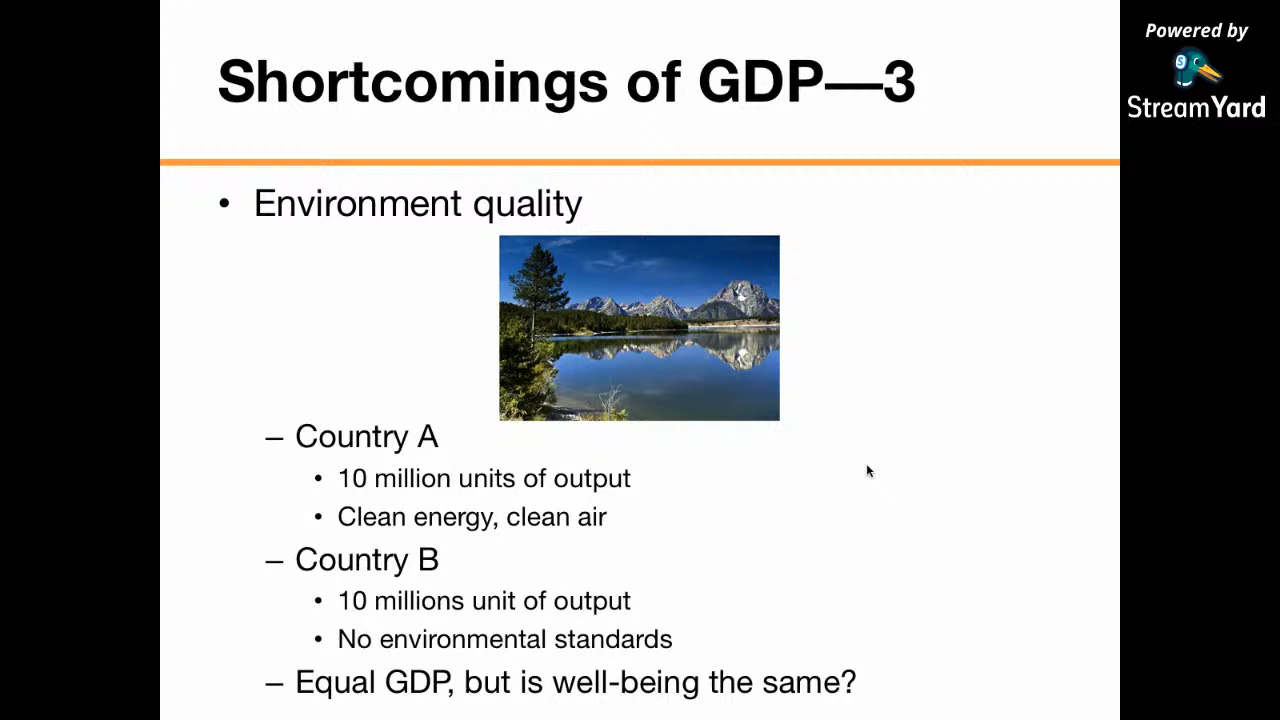 Shortcomings of GDP—3
Powered by
StreamYard
• Environment quality
– Country A
• 10 million units of output
• Clean energy, clean air
– Country B
• 10 millions unit of output
• No environmental standards
– Equal GDP, but is well-being the same?